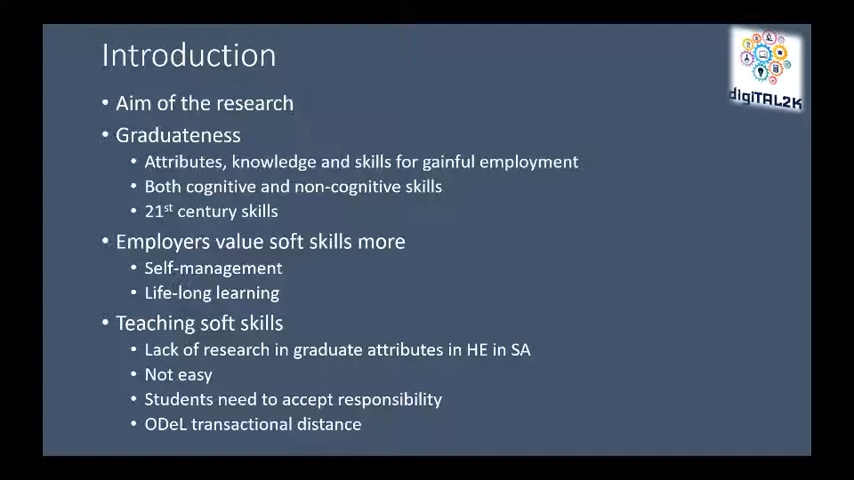 Introduction
• Aim of the research
• Graduateness
• Attributes, knowledge and skills for gainful employment
• Both cognitive and non-cognitive skills
• 21st century skills
• Employers value soft skills more
• Self-management
• Life-long learning
• Teaching soft skills
• Lack of research in graduate attributes in HE in SA
• Not easy
• Students need to accept responsibility
• ODeL transactional distance
digiTAL2K